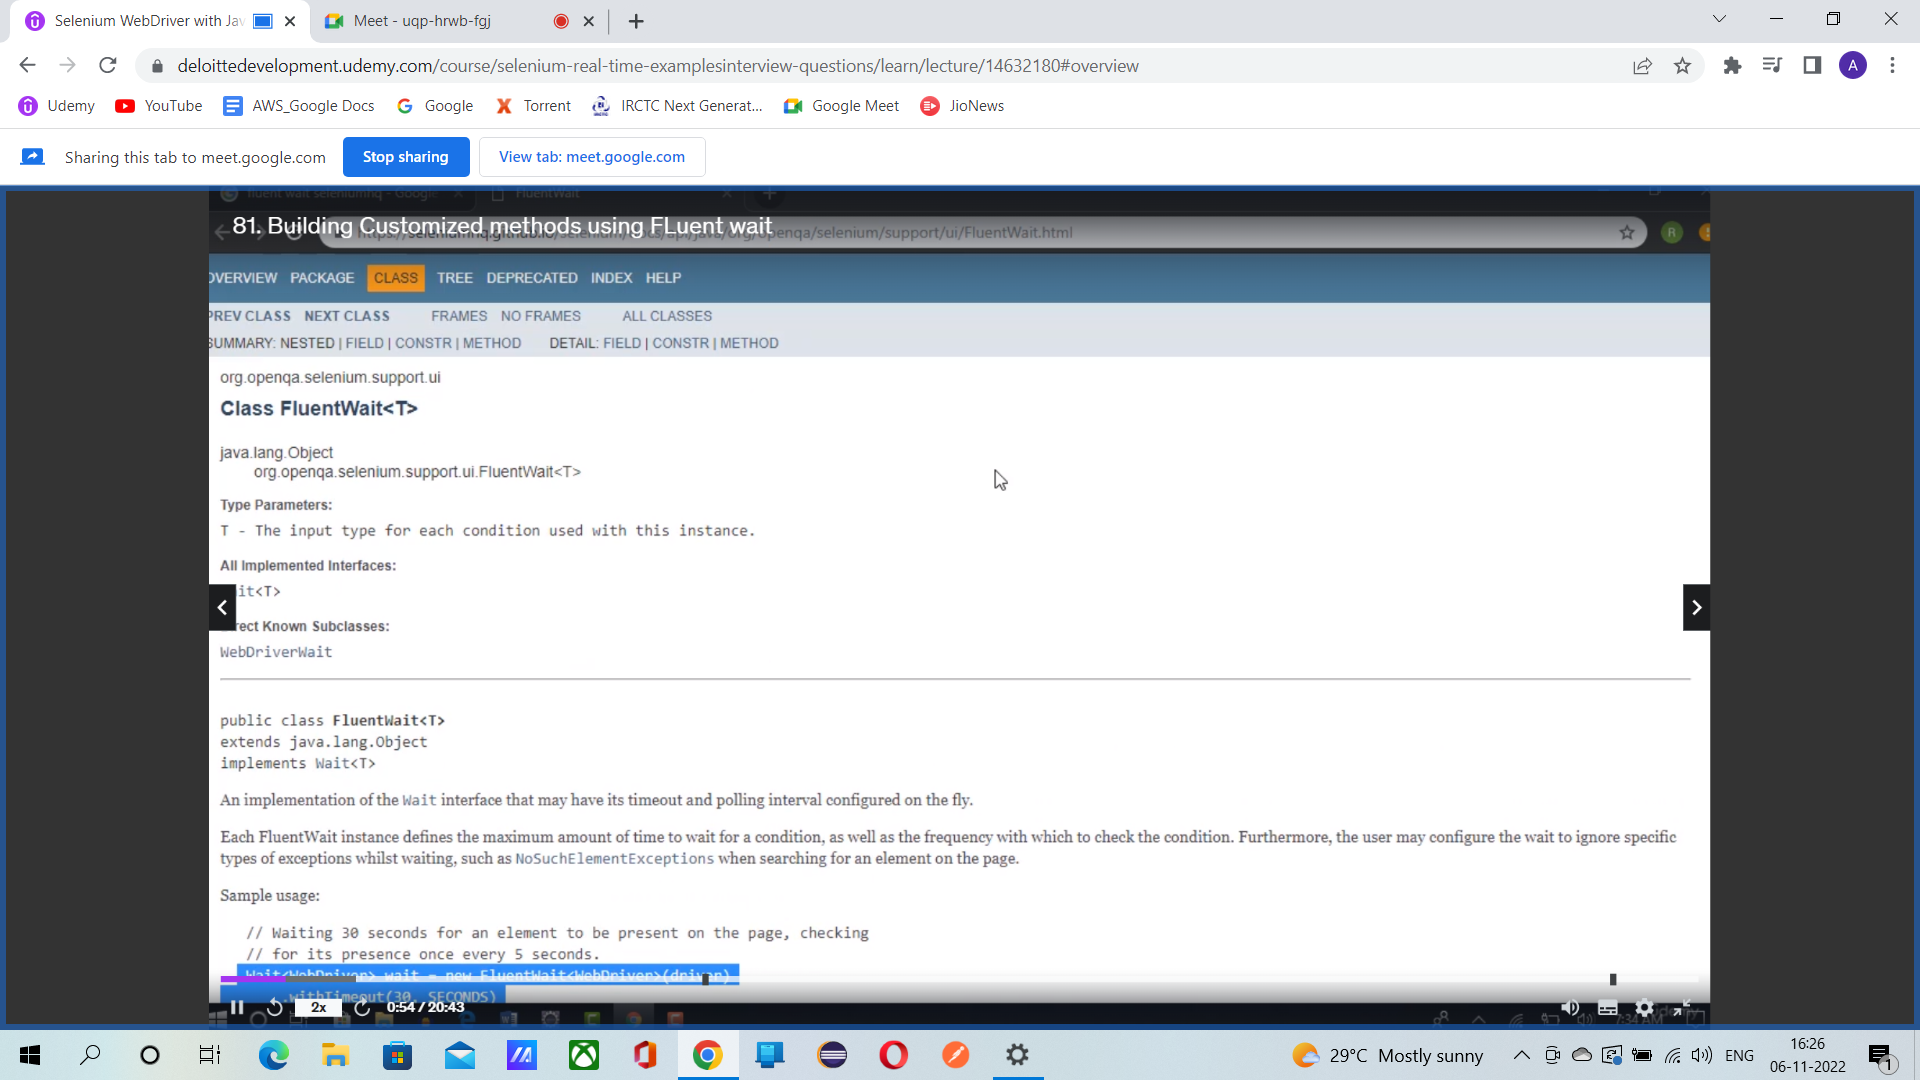 Selenium WebDriver with Jav
Meet - uqp-hrwb-fgj
deloittedevelopment.udemy.com/course/selenium-real-time-examplesinterview-questions/learn/lecture/14632180#overview
A
Udemy YouTube AWS_Google Docs Google Torrent IRCTC Next Generat... Google Meet JioNews
Sharing this tab to meet.google.com Stop sharing View tab: meet.google.com
fluent wait seleniumhq - Google FluentWait
81. Building Customized methods using FLuent wait
openqa/selenium/support/ui/FluentWait.html R
OVERVIEW PACKAGE CLASS TREE DEPRECATED INDEX HELP
PREV CLASS NEXT CLASS FRAMES NO FRAMES ALL CLASSES
SUMMARY: NESTED | FIELD | CONSTR | METHOD DETAIL: FIELD | CONSTR | METHOD
org.openqa.selenium.support.ui
Class FluentWait<T>
java.lang.Object
org.openqa.selenium.support.ui.FluentWait<T>
Type Parameters:
T - The input type for each condition used with this instance.
All Implemented Interfaces:
it<T>
rect Known Subclasses:
WebDriverWait
public class FluentWait<T>
extends java.lang.Object
implements Wait<T>
An implementation of the Wait interface that may have its timeout and polling interval configured on the fly.
Each FluentWait instance defines the maximum amount of time to wait for a condition, as well as the frequency with which to check the condition. Furthermore, the user may configure the wait to ignore specific
types of exceptions whilst waiting, such as NoSuchElementExceptions when searching for an element on the page.
Sample usage:
// Waiting 30 seconds for an element to be present on the page, checking
// for its presence once every 5 seconds.
Wait<WebDriver> wait = new FluentWait<WebDriver>(driver)
.withTimeout(30, SECONDS)
2x 0:54 / 20:43
7:34 AM
29°C Mostly sunny ENG 16:26
06-11-2022
1